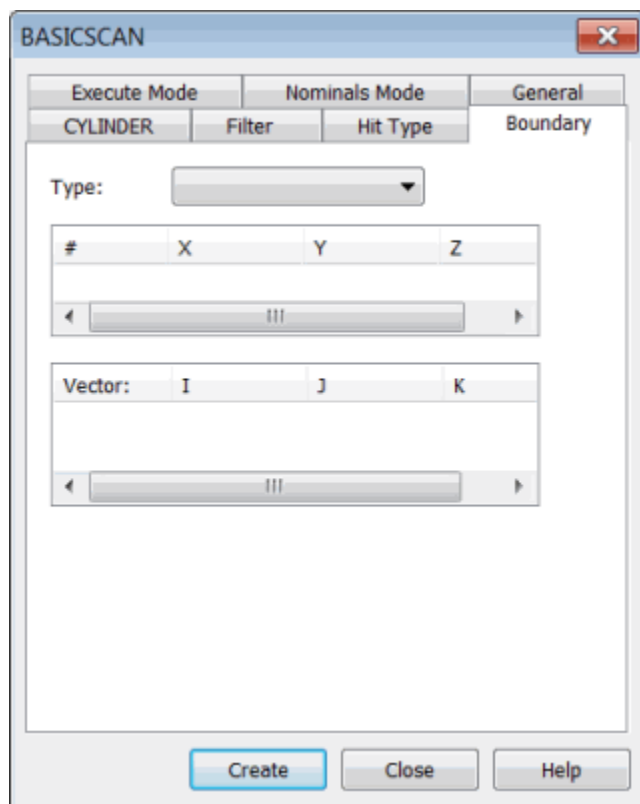 BASICSCAN
Execute Mode Nominals Mode General
CYLINDER Filter Hit Type Boundary
Type:
# X Y Z
Vector: I J K
Create Close Help